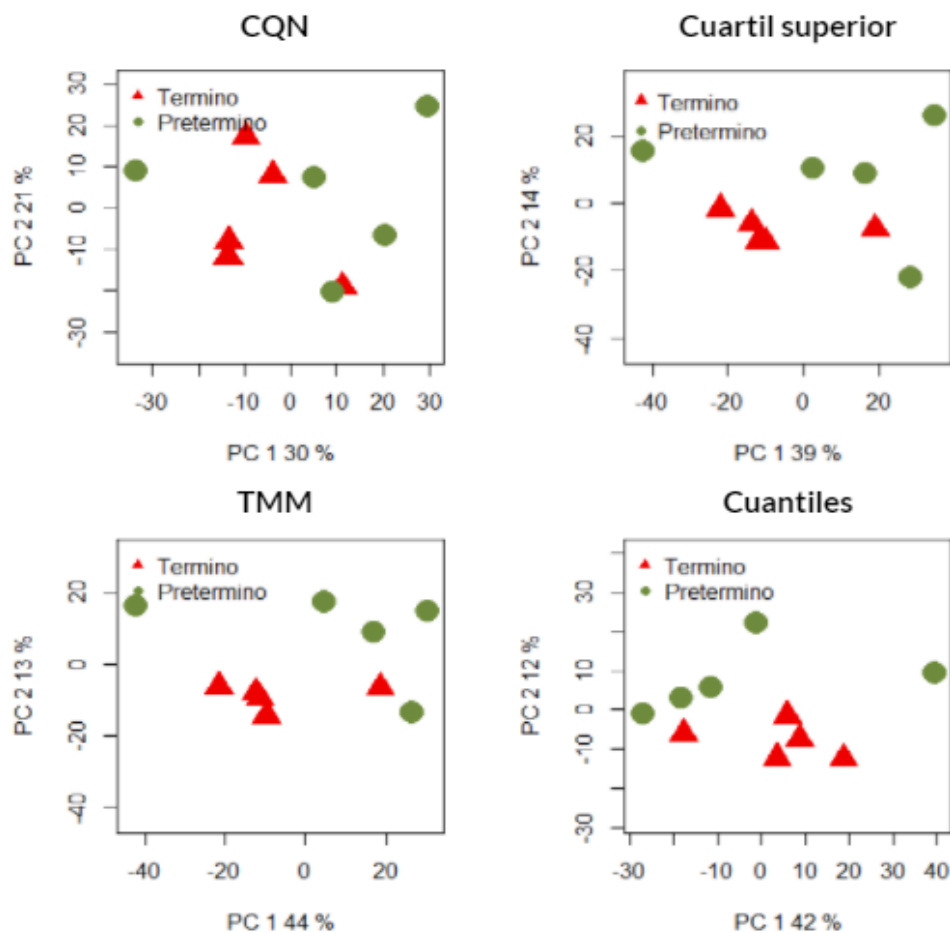 CQN
Termino
Pretermino
30
20
10
0
-10
-30
PC 2 21 %
-30
-10
0
10
20
30
PC 1 30 %
Cuartil superior
Termino
Pretermino
20
0
-20
-40
PC 2 14 %
-40
-20
0
20
PC 1 39 %
TMM
Termino
Pretermino
20
0
-20
-40
PC 2 13 %
-40
-20
0
20
PC 1 44 %
Cuantiles
Termino
Pretermino
30
10
0
-10
-30
PC 2 12 %
-30
-10
0
10
20
30
40
PC 1 42 %